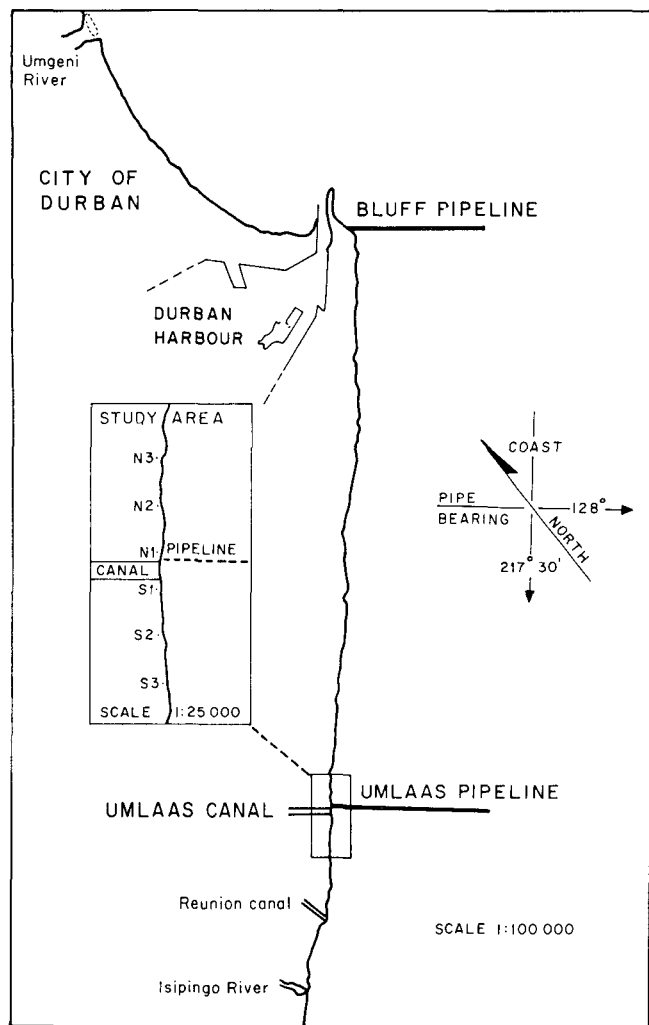 Umgeni
River
CITY OF
DURBAN
BLUFF PIPELINE
DURBAN
HARBOUR
STUDY AREA
N3
N2
N1
PIPELINE
CANAL
S1
S2
S3
SCALE 1:25 000
COAST
PIPE
BEARING
128°
NORTH
217° 30'
UMLAAS CANAL
UMLAAS PIPELINE
Reunion canal
SCALE 1:100 000
Isipingo River